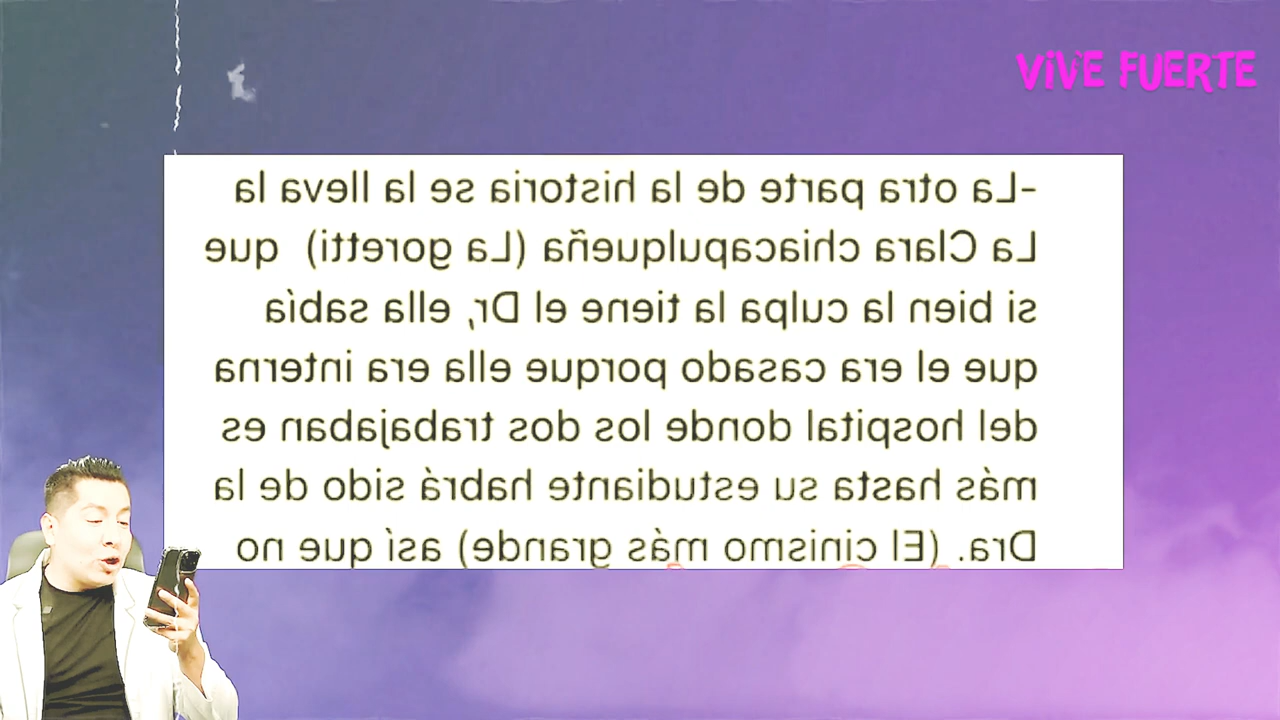 VIVE FUERTE
-La otra parte de la historia se la lleva la
La Clara chiacapulqueña (La goretti) que
si bien la culpa la tiene el Dr, ella sabía
que el era casado porque ella era interna
del hospital donde los dos trabajaban es
más hasta su estudiante habrá sido de la
Dra. (El cinismo más grande) así que no